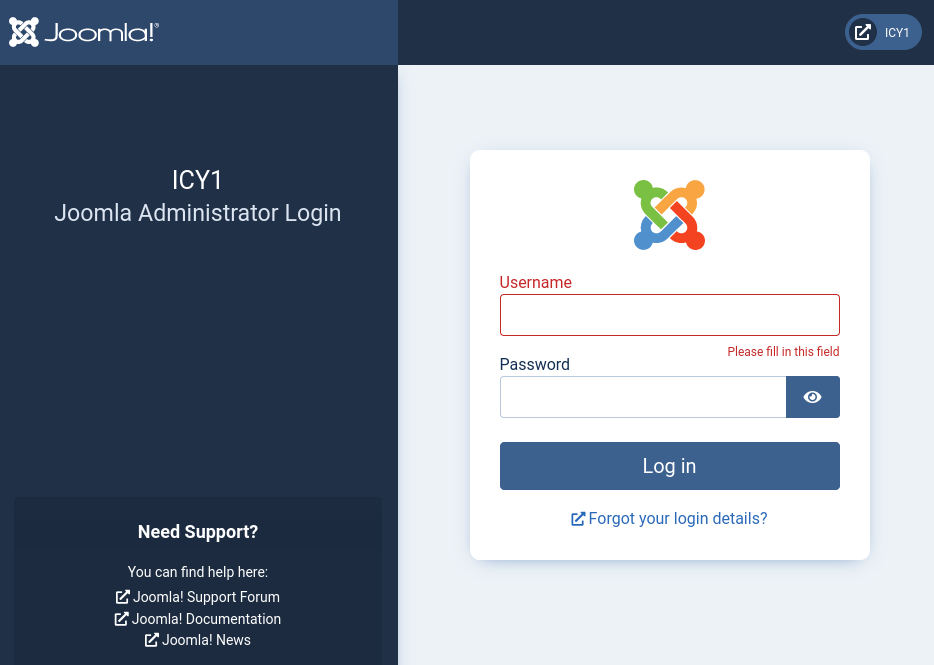 Joomla!®
ICY1
ICY1
Joomla Administrator Login
Username
Please fill in this field
Password
Log in
Forgot your login details?
Need Support?
You can find help here:
Joomla! Support Forum
Joomla! Documentation
Joomla! News